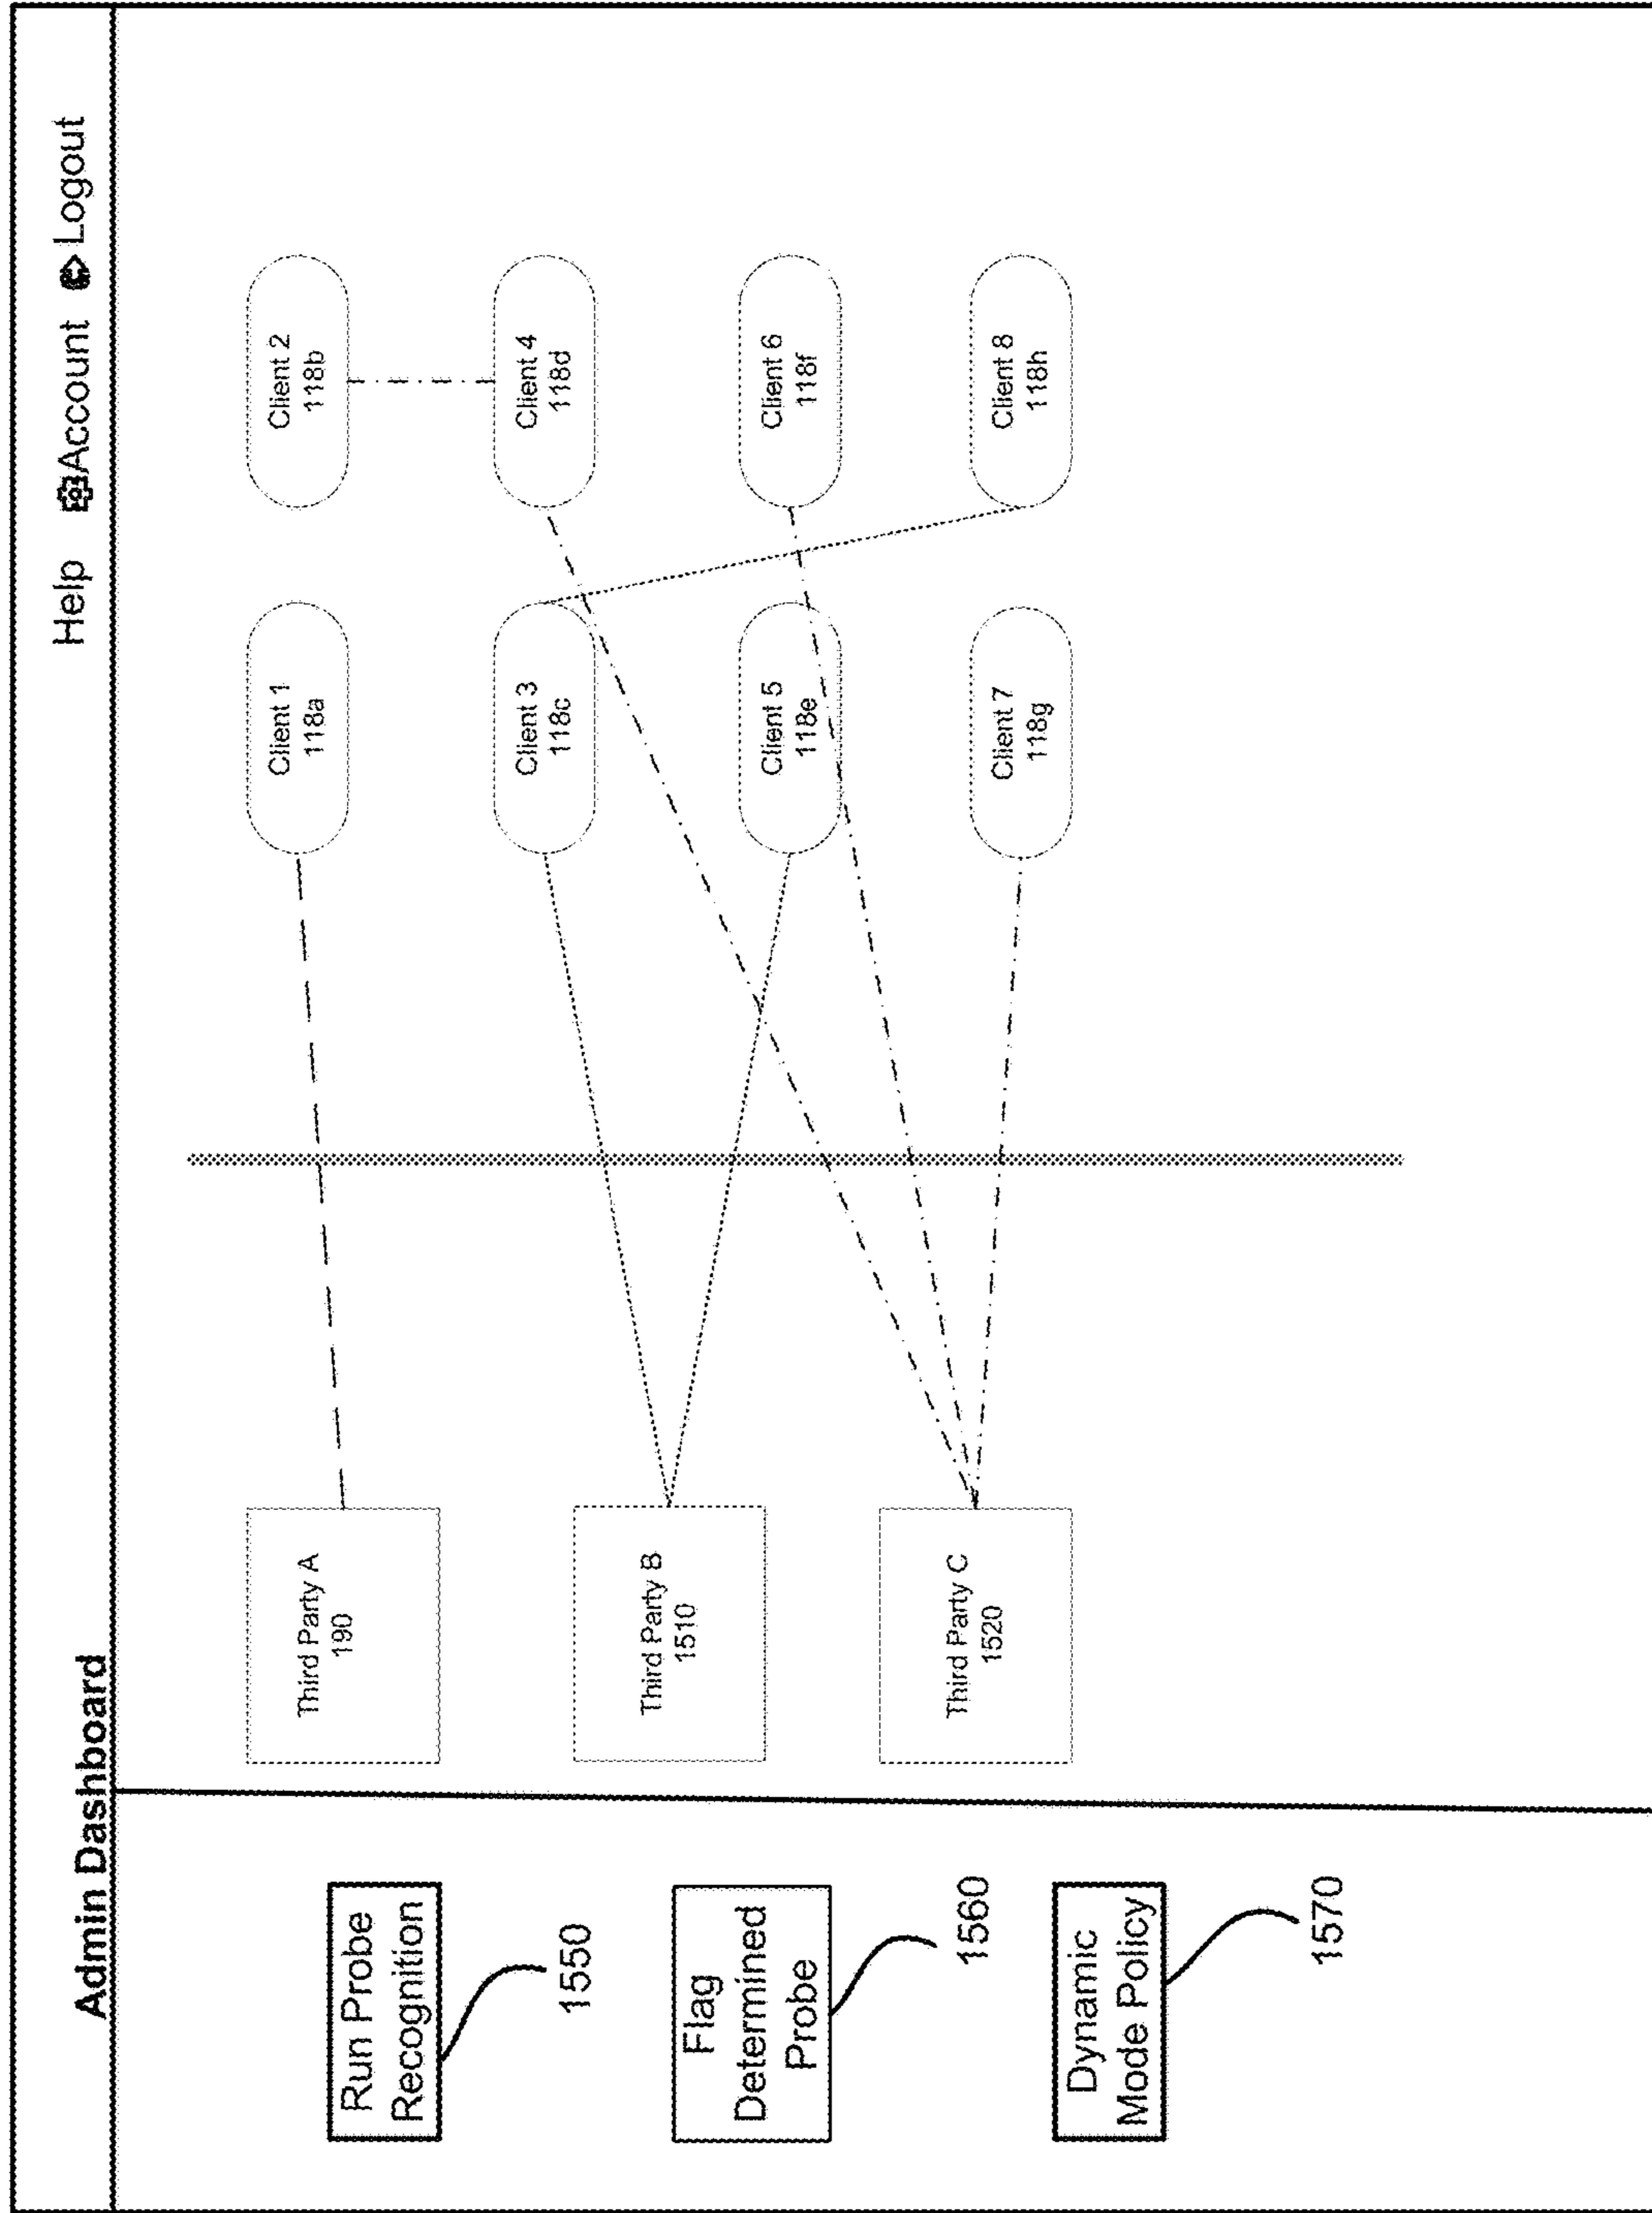 Admin Dashboard
Help Account Logout
Run Probe
Recognition
1550
Flag
Determined
Probe
1560
Dynamic
Mode Policy
1570
Third Party A
190
Third Party B
1510
Third Party C
1520
Client 1
118a
Client 2
118b
Client 3
118c
Client 4
118d
Client 5
118e
Client 6
118f
Client 7
118g
Client 8
118h